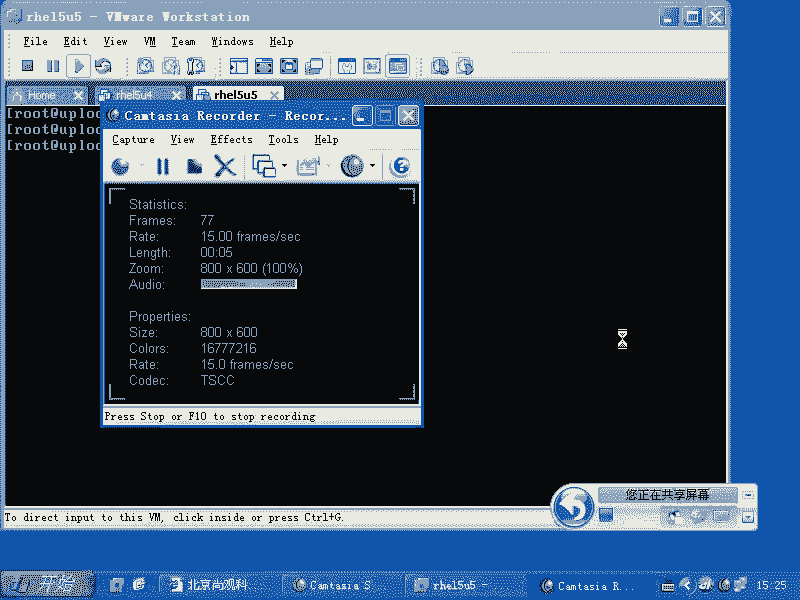 rhel5u5 - VMware Workstation
File Edit View VM Team Windows Help
Home rhel5u4 rhel5u5
[root@uploo
[root@uploo
[root@uploo
Camtasia Recorder - Recor...
Capture View Effects Tools Help
Statistics:
Frames: 77
Rate: 15.00 frames/sec
Length: 00:05
Zoom: 800 x 600 (100%)
Audio:
Properties:
Size: 800 x 600
Colors: 16777216
Rate: 15.0 frames/sec
Codec: TSCC
Press Stop or F10 to stop recording
您正在共享屏幕
To direct input to this VM, click inside or press Ctrl+G.
开始 北京尚观科... Camtasia S... rhel5u5 - Camtasia R... 15:25